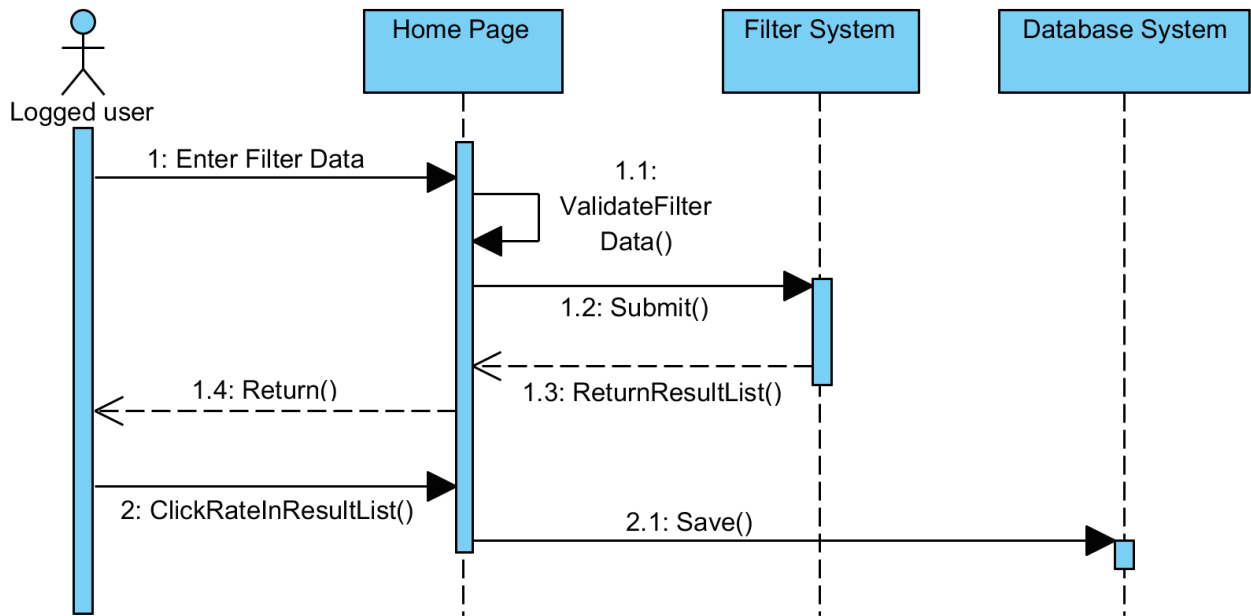 Home Page
Filter System
Database System
Logged user
1: Enter Filter Data
1.1:
ValidateFilter
Data()
1.2: Submit()
1.3: ReturnResultList()
1.4: Return()
2: ClickRateInResultList()
2.1: Save()